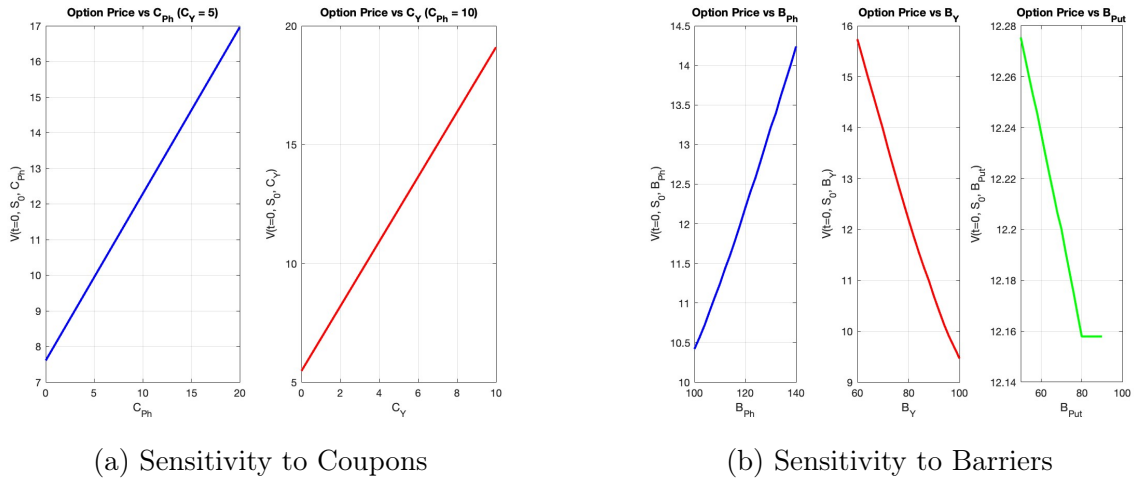 Option Price vs C_Ph (C_Y = 5)
17
16
15
14
13
12
11
10
9
8
7
0 5 10 15 20
C_Ph
V(t=0, S_0, C_Ph)
Option Price vs C_Y (C_Ph = 10)
20
15
10
5
0 2 4 6 8 10
C_Y
V(t=0, S_0, C_Y)
(a) Sensitivity to Coupons
Option Price vs B_Ph
14.5
14
13.5
13
12.5
12
11.5
11
10.5
10
100 120 140
B_Ph
V(t=0, S_0, B_Ph)
Option Price vs B_Y
16
15
14
13
12
11
10
9
60 80 100
B_Y
V(t=0, S_0, B_Y)
Option Price vs B_Put
12.28
12.26
12.24
12.22
12.2
12.18
12.16
12.14
60 80 100
B_Put
V(t=0, S_0, B_Put)
(b) Sensitivity to Barriers